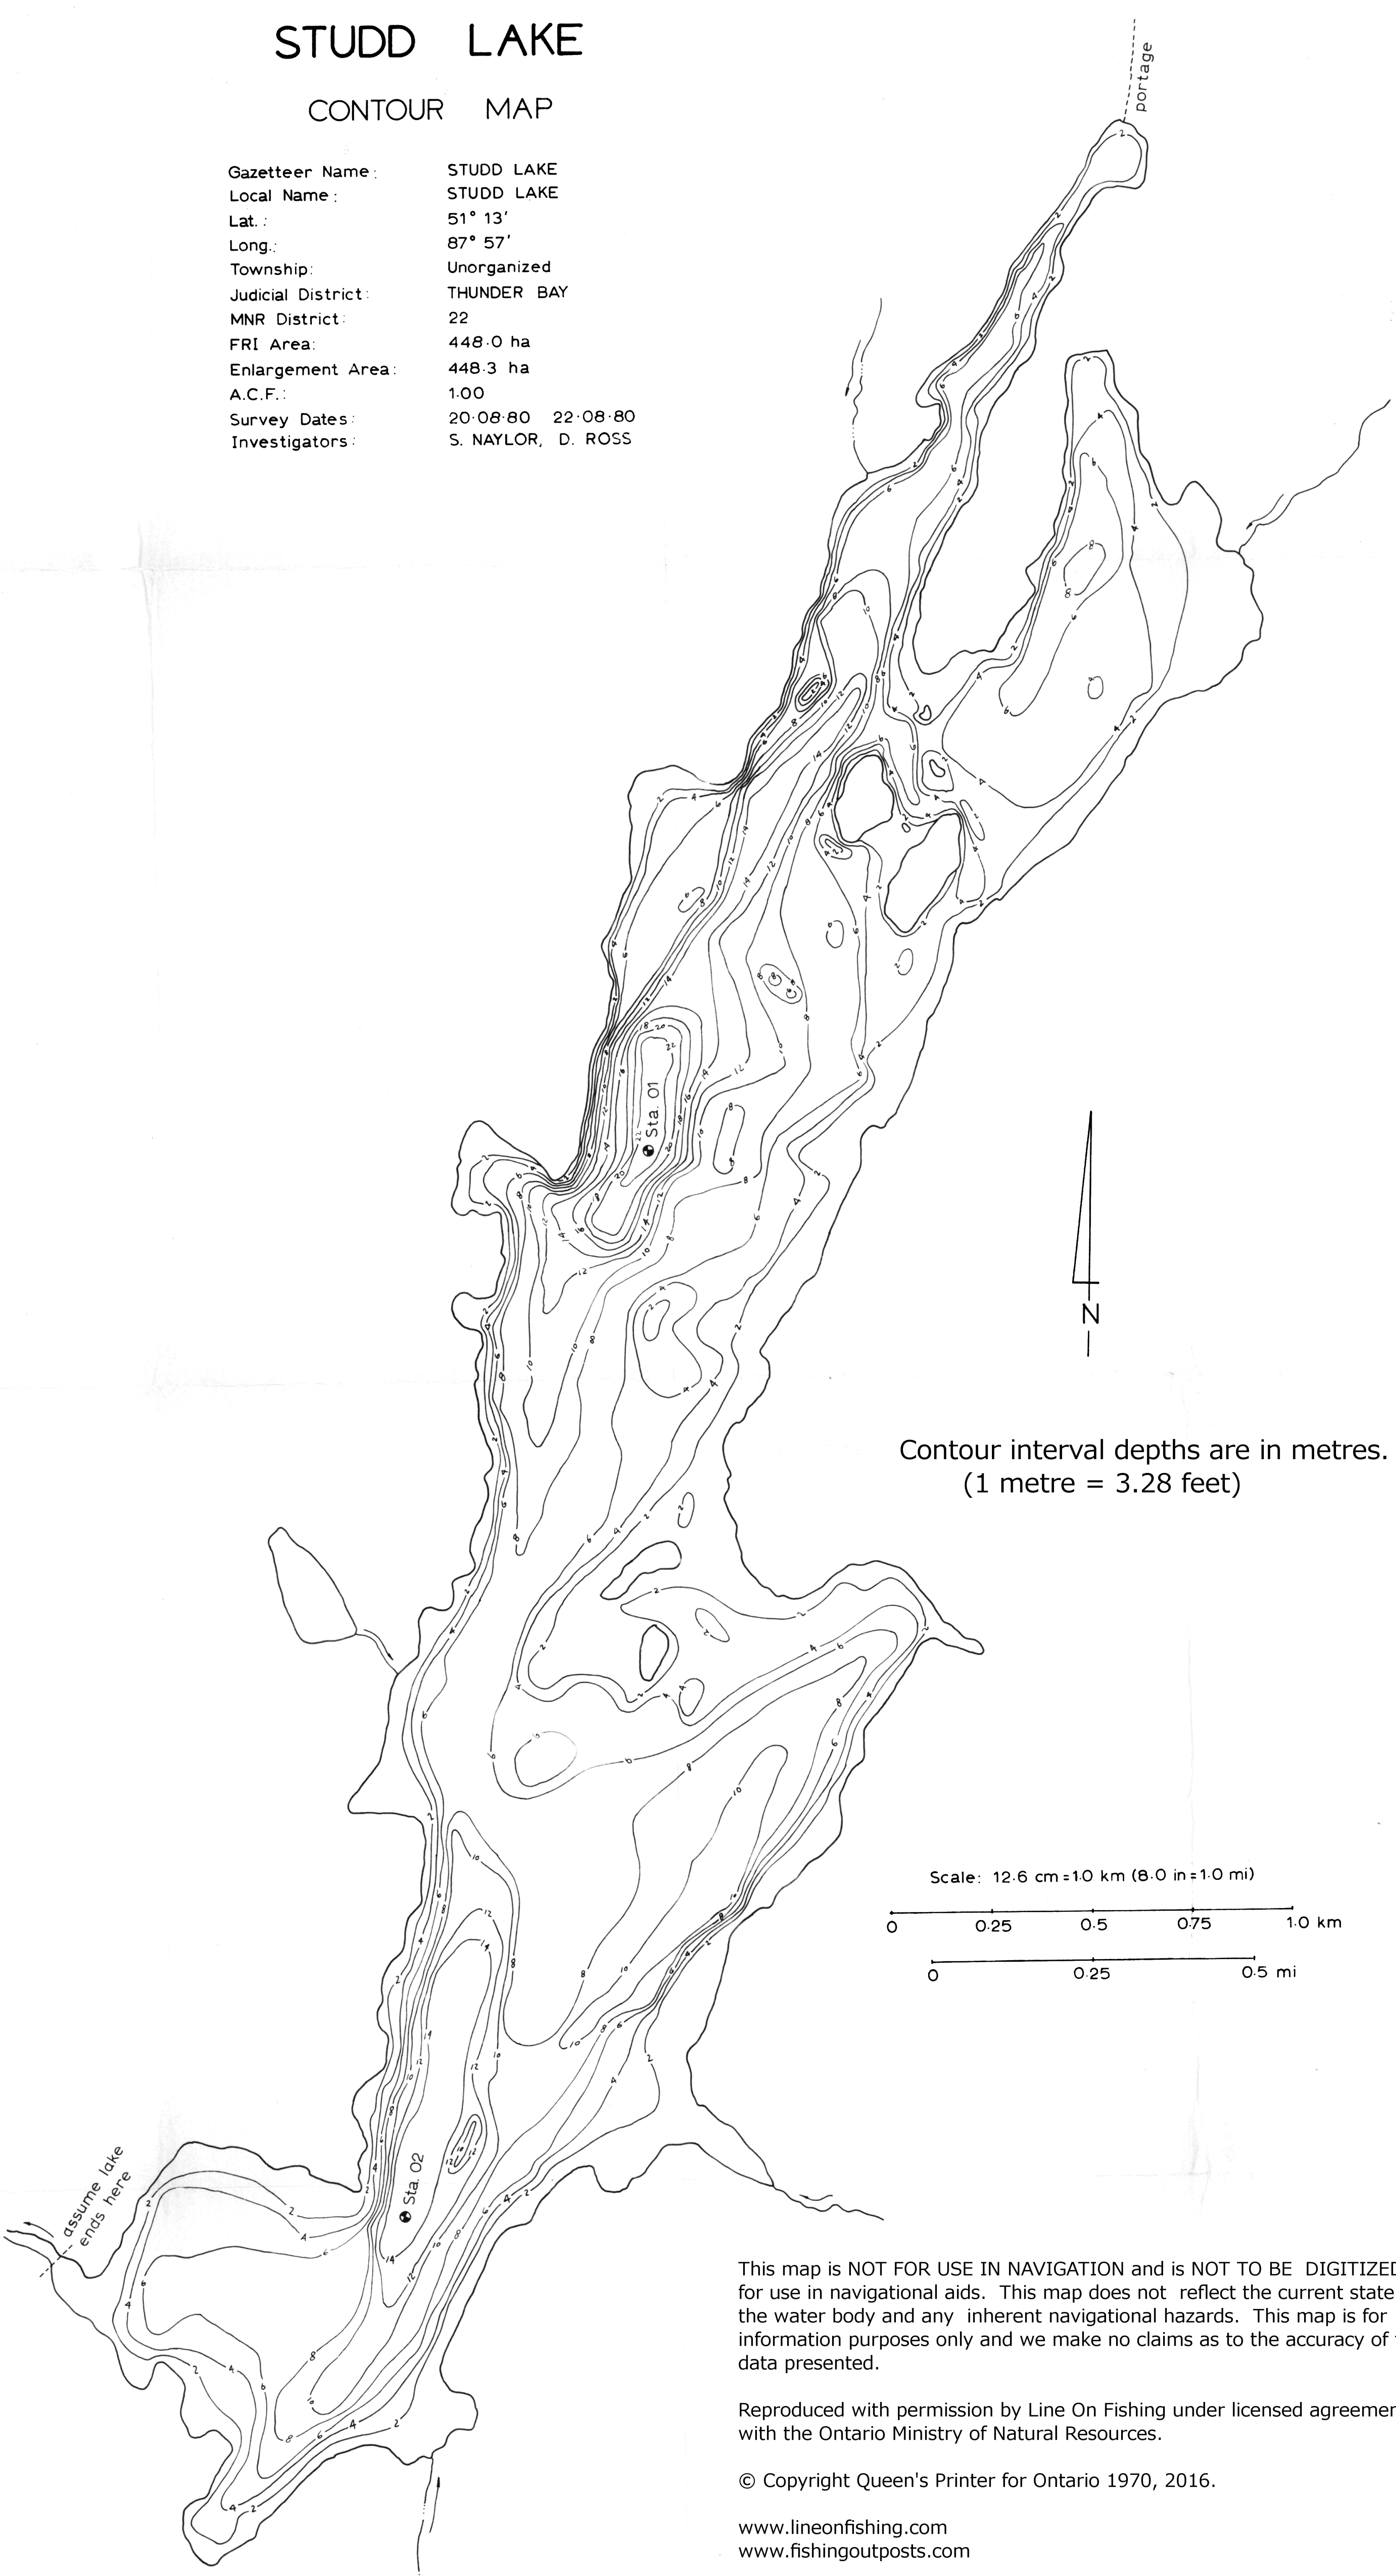 STUDD LAKE
CONTOUR MAP
portage
Gazetteer Name: STUDD LAKE
Local Name: STUDD LAKE
Lat.: 51° 13'
Long.: 87° 57'
Township: Unorganized
Judicial District: THUNDER BAY
MNR District: 22
FRI Area: 448.0 ha
Enlargement Area: 448.3 ha
A.C.F.: 1.00
Survey Dates: 20.08.80 22.08.80
Investigators: S. NAYLOR, D. ROSS
Sta. 01
N
Contour interval depths are in metres.
(1 metre = 3.28 feet)
Scale: 12.6 cm = 1.0 km (8.0 in = 1.0 mi)
0 0.25 0.5 0.75 1.0 km
0 0.25 0.5 mi
Sta. 02
assume lake
ends here
This map is NOT FOR USE IN NAVIGATION and is NOT TO BE DIGITIZED
for use in navigational aids. This map does not reflect the current state
the water body and any inherent navigational hazards. This map is for
information purposes only and we make no claims as to the accuracy of
data presented.
Reproduced with permission by Line On Fishing under licensed agreemen
with the Ontario Ministry of Natural Resources.
© Copyright Queen's Printer for Ontario 1970, 2016.
www.lineonfishing.com
www.fishingoutposts.com